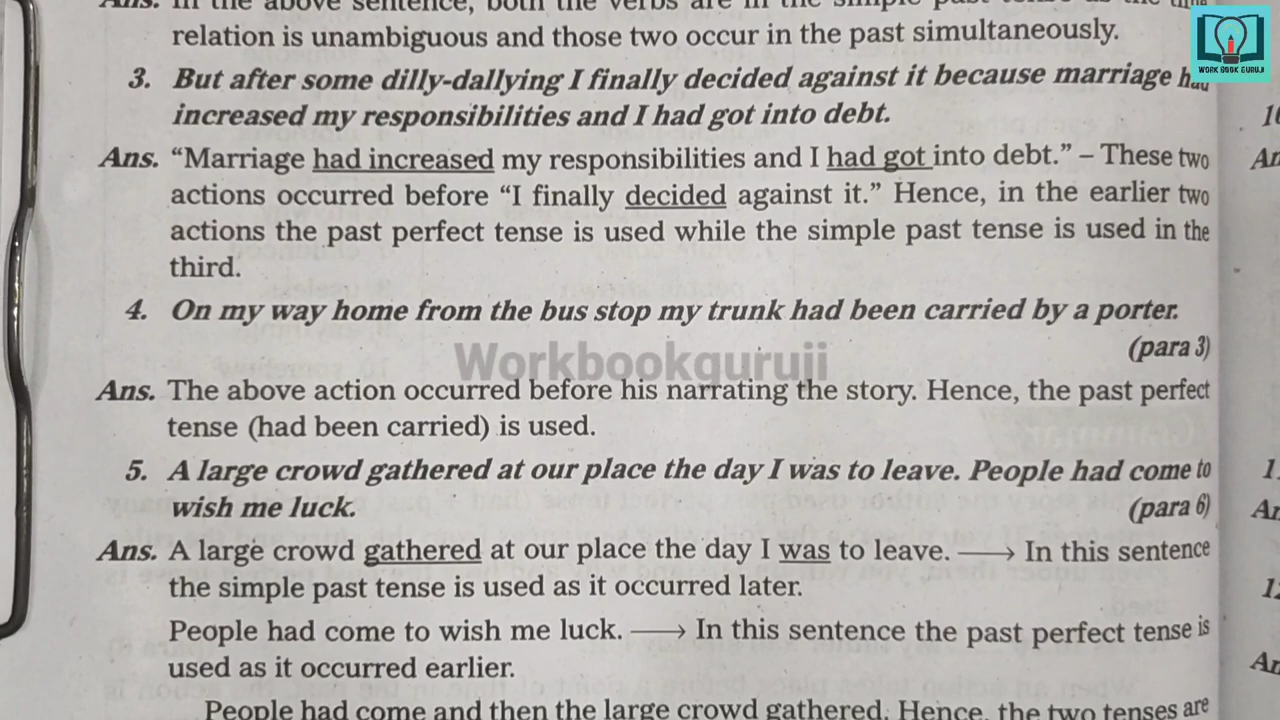 Ans. In the above sentence, both the verbs are in the simple past tense as the time
relation is unambiguous and those two occur in the past simultaneously.
WORK BOOK GURUJI
3. But after some dilly-dallying I finally decided against it because marriage had
increased my responsibilities and I had got into debt.
Ans. “Marriage had increased my responsibilities and I had got into debt.” – These two
actions occurred before “I finally decided against it.” Hence, in the earlier two
actions the past perfect tense is used while the simple past tense is used in the
third.
4. On my way home from the bus stop my trunk had been carried by a porter.
(para 3)
Workbookguruji
Ans. The above action occurred before his narrating the story. Hence, the past perfect
tense (had been carried) is used.
5. A large crowd gathered at our place the day I was to leave. People had come to
wish me luck. (para 6)
Ans. A large crowd gathered at our place the day I was to leave. ⟶ In this sentence
the simple past tense is used as it occurred later.
People had come to wish me luck. ⟶ In this sentence the past perfect tense is
used as it occurred earlier.
People had come and then the large crowd gathered. Hence, the two tenses are